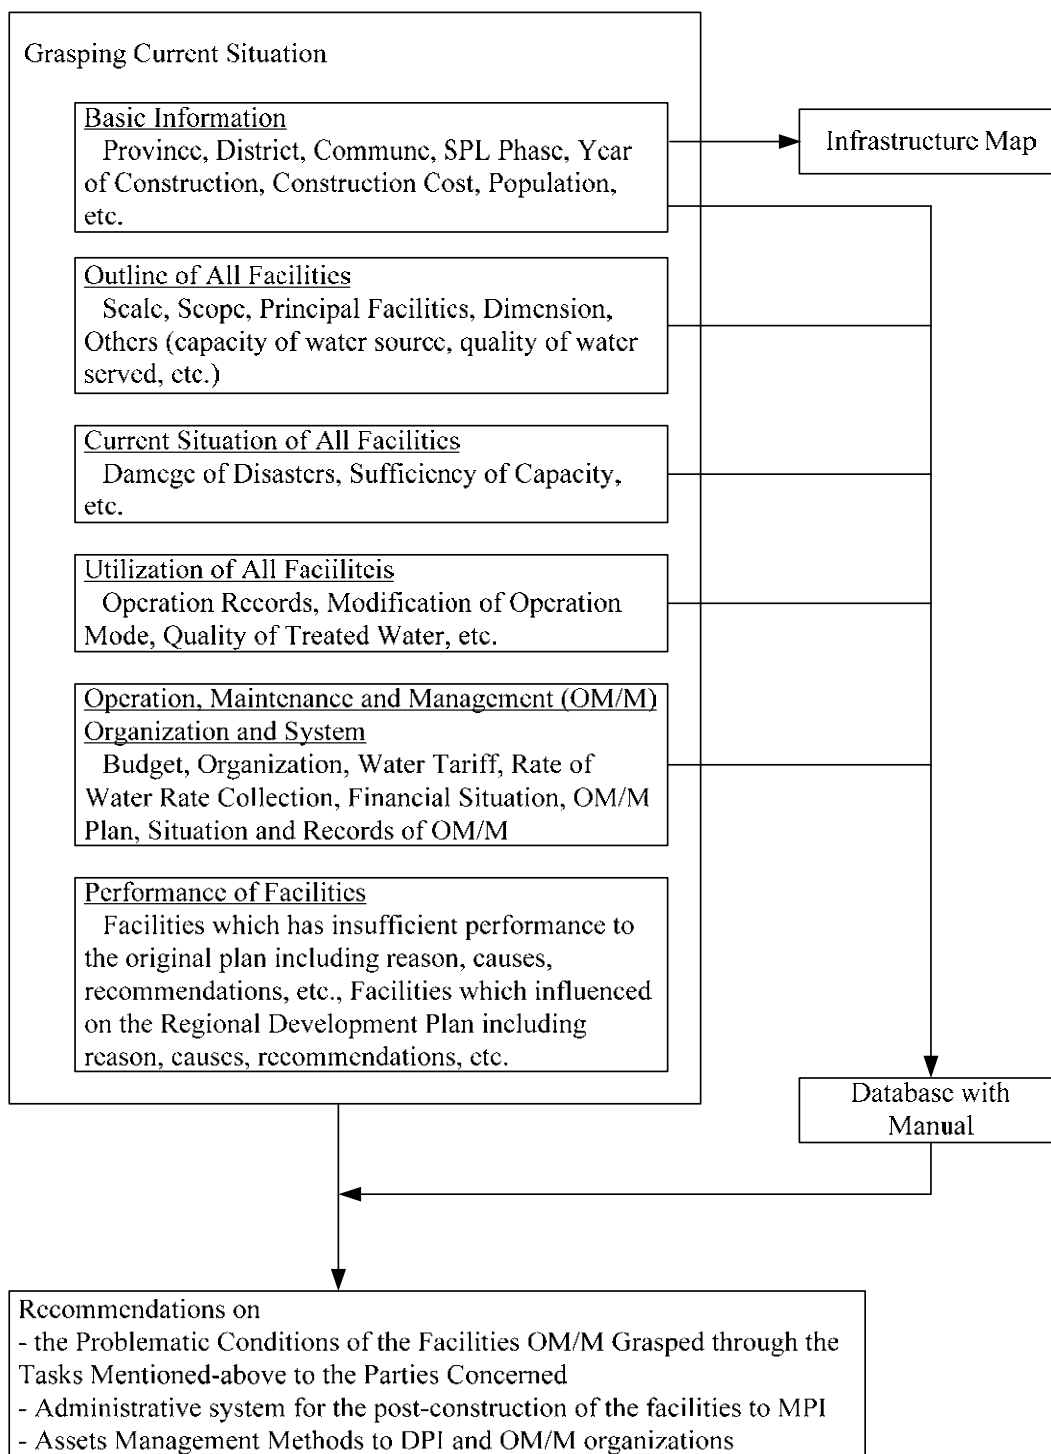 Grasping Current Situation
Basic Information
Province, District, Commune, SPL Phase, Year
of Construction, Construction Cost, Population,
etc.
Infrastructure Map
Outline of All Facilities
Scale, Scope, Principal Facilities, Dimension,
Others (capacity of water source, quality of water
served, etc.)
Current Situation of All Facilities
Damege of Disasters, Sufficiency of Capacity,
etc.
Utilization of All Faciiliteis
Operation Records, Modification of Operation
Mode, Quality of Treated Water, etc.
Operation, Maintenance and Management (OM/M)
Organization and System
Budget, Organization, Water Tariff, Rate of
Water Rate Collection, Financial Situation, OM/M
Plan, Situation and Records of OM/M
Performance of Facilities
Facilities which has insufficient performance to
the original plan including reason, causes,
recommendations, etc., Facilities which influenced
on the Regional Development Plan including
reason, causes, recommendations, etc.
Database with
Manual
Recommendations on
- the Problematic Conditions of the Facilities OM/M Grasped through the
Tasks Mentioned-above to the Parties Concerned
- Administrative system for the post-construction of the facilities to MPI
- Assets Management Methods to DPI and OM/M organizations